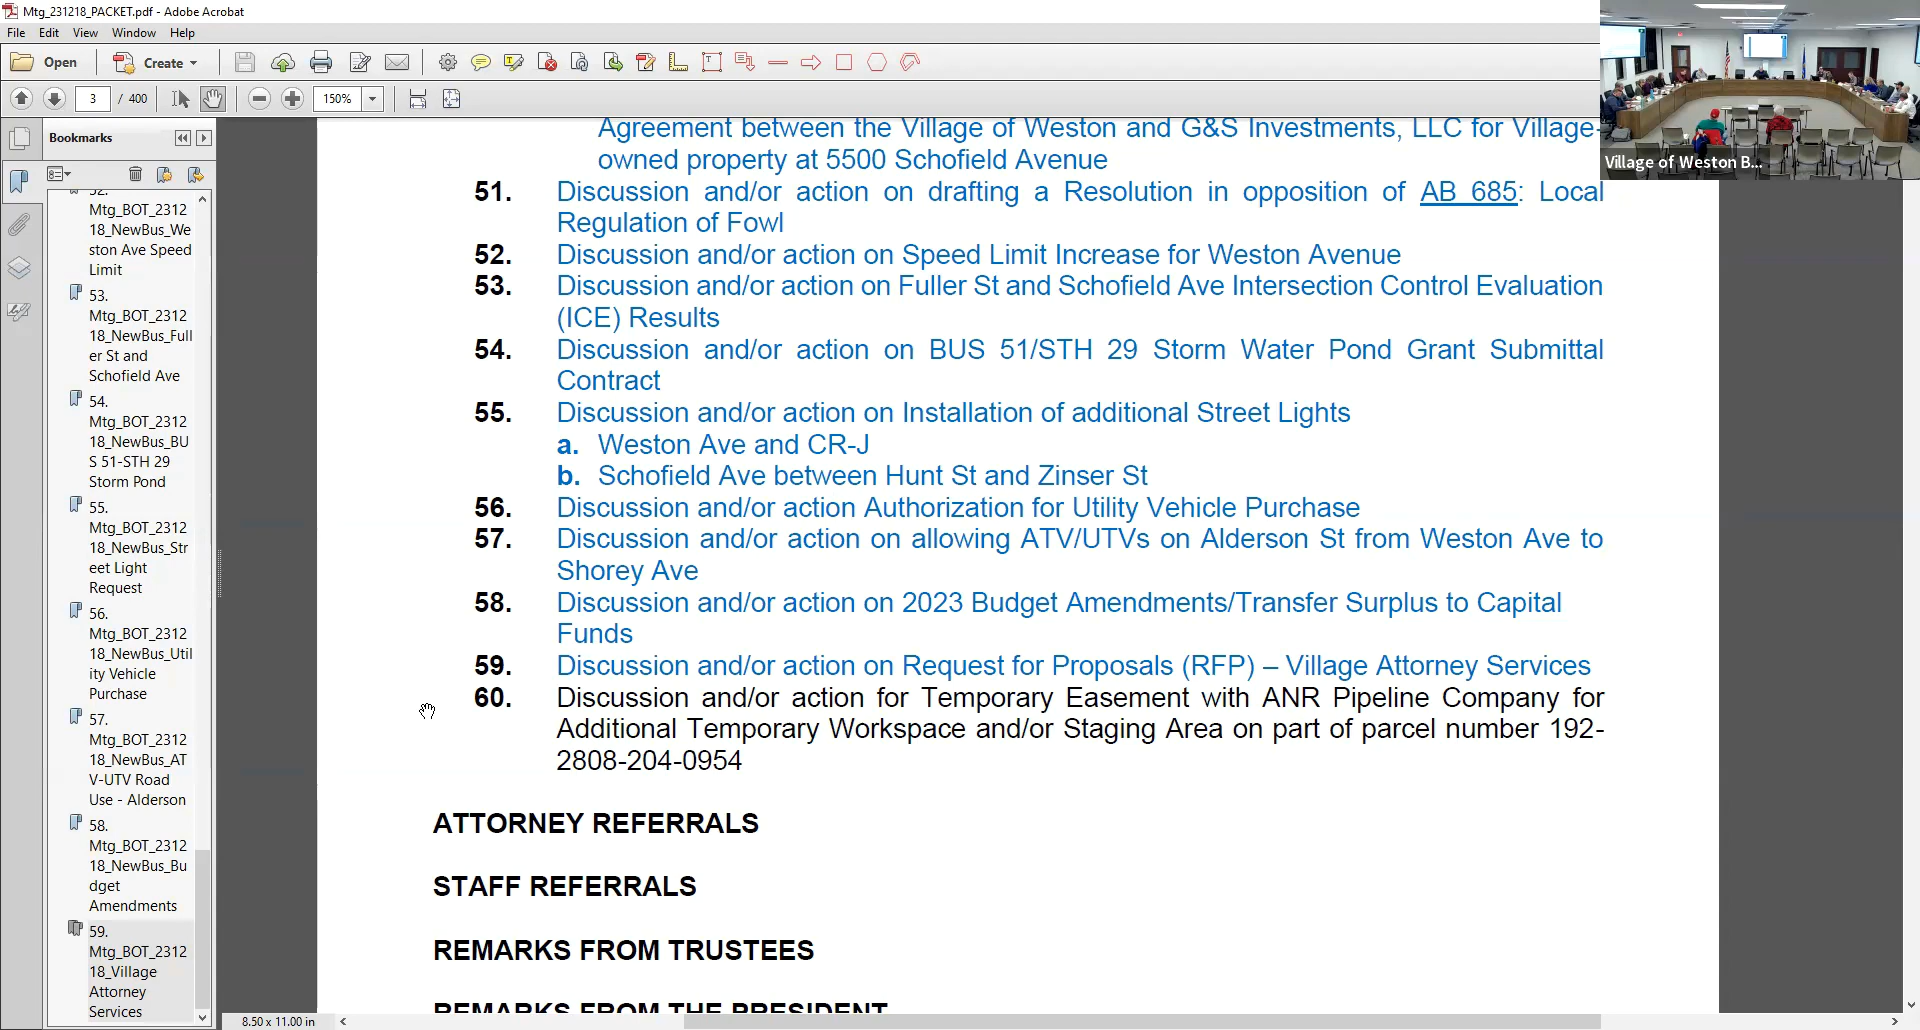 Mtg_231218_PACKET.pdf - Adobe Acrobat
File Edit View Window Help
Open Create
3 / 400 150%
Village of Weston B...
Bookmarks
52.
Mtg_BOT_2312
18_NewBus_We
ston Ave Speed
Limit
53.
Mtg_BOT_2312
18_NewBus_Full
er St and
Schofield Ave
54.
Mtg_BOT_2312
18_NewBus_BU
S 51-STH 29
Storm Pond
55.
Mtg_BOT_2312
18_NewBus_Str
eet Light
Request
56.
Mtg_BOT_2312
18_NewBus_Util
ity Vehicle
Purchase
57.
Mtg_BOT_2312
18_NewBus_AT
V-UTV Road
Use - Alderson
58.
Mtg_BOT_2312
18_NewBus_Bu
dget
Amendments
59.
Mtg_BOT_2312
18_Village
Attorney
Services
Agreement between the Village of Weston and G&S Investments, LLC for Village-
owned property at 5500 Schofield Avenue
51. Discussion and/or action on drafting a Resolution in opposition of AB 685: Local
Regulation of Fowl
52. Discussion and/or action on Speed Limit Increase for Weston Avenue
53. Discussion and/or action on Fuller St and Schofield Ave Intersection Control Evaluation
(ICE) Results
54. Discussion and/or action on BUS 51/STH 29 Storm Water Pond Grant Submittal
Contract
55. Discussion and/or action on Installation of additional Street Lights
a. Weston Ave and CR-J
b. Schofield Ave between Hunt St and Zinser St
56. Discussion and/or action Authorization for Utility Vehicle Purchase
57. Discussion and/or action on allowing ATV/UTVs on Alderson St from Weston Ave to
Shorey Ave
58. Discussion and/or action on 2023 Budget Amendments/Transfer Surplus to Capital
Funds
59. Discussion and/or action on Request for Proposals (RFP) – Village Attorney Services
60. Discussion and/or action for Temporary Easement with ANR Pipeline Company for
Additional Temporary Workspace and/or Staging Area on part of parcel number 192-
2808-204-0954
ATTORNEY REFERRALS
STAFF REFERRALS
REMARKS FROM TRUSTEES
REMARKS FROM THE PRESIDENT
8.50 x 11.00 in